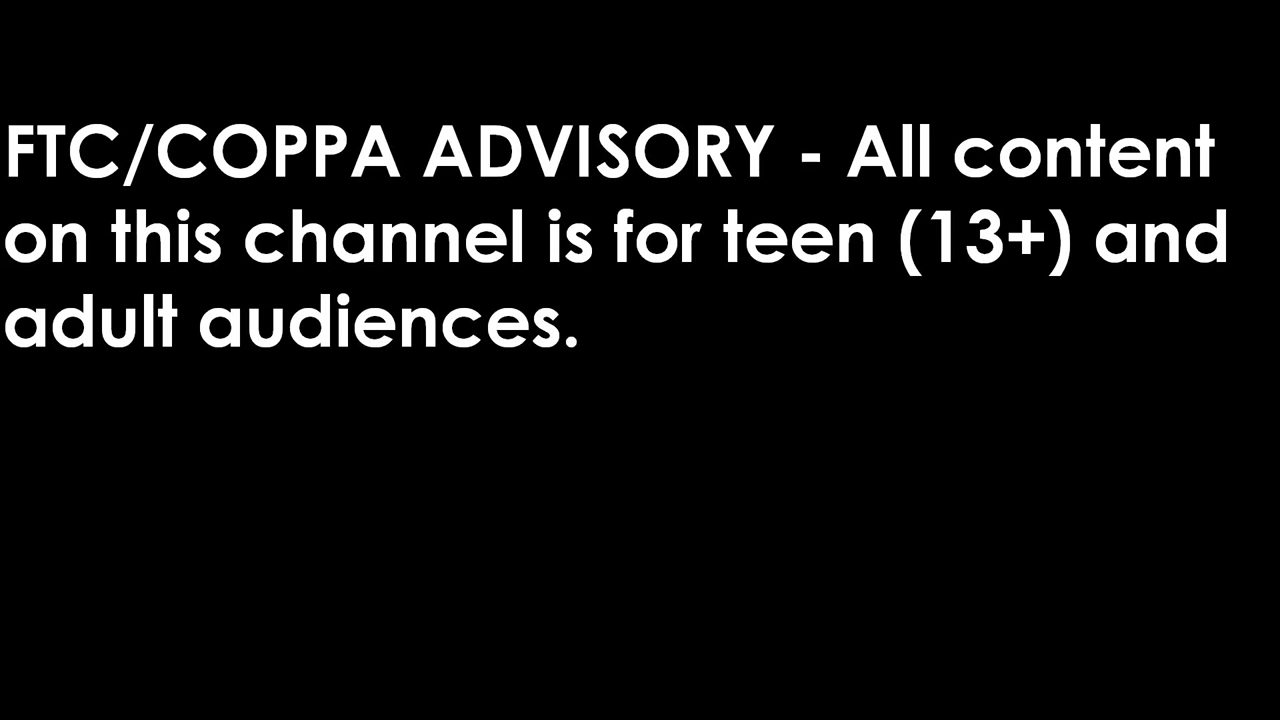 FTC/COPPA ADVISORY - All content
on this channel is for teen (13+) and
adult audiences.